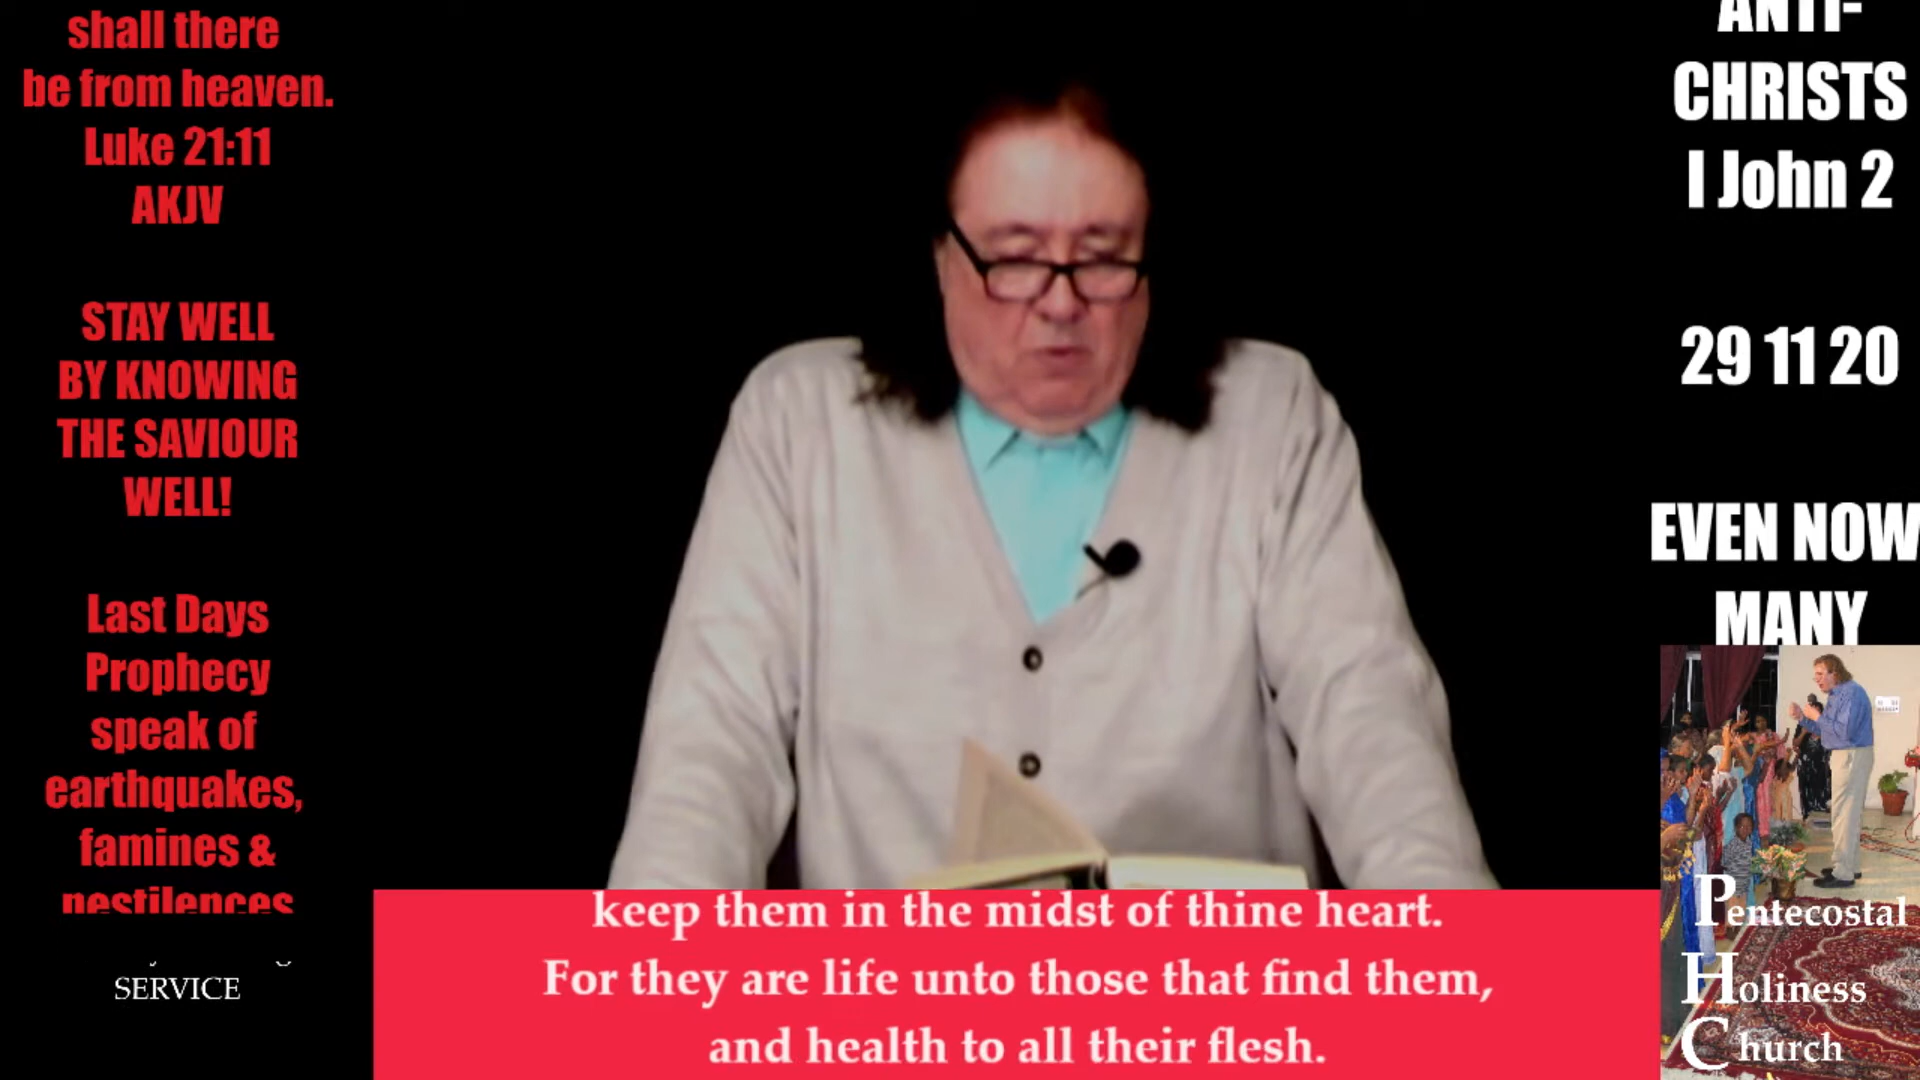 shall there
be from heaven.
Luke 21:11
AKJV
STAY WELL
BY KNOWING
THE SAVIOUR
WELL!
Last Days
Prophecy
speak of
earthquakes,
famines &
pestilences
SERVICE
keep them in the midst of thine heart.
For they are life unto those that find them,
and health to all their flesh.
ANTI-
CHRISTS
I John 2
29 11 20
EVEN NOW
MANY
Pentecostal
Holiness
Church